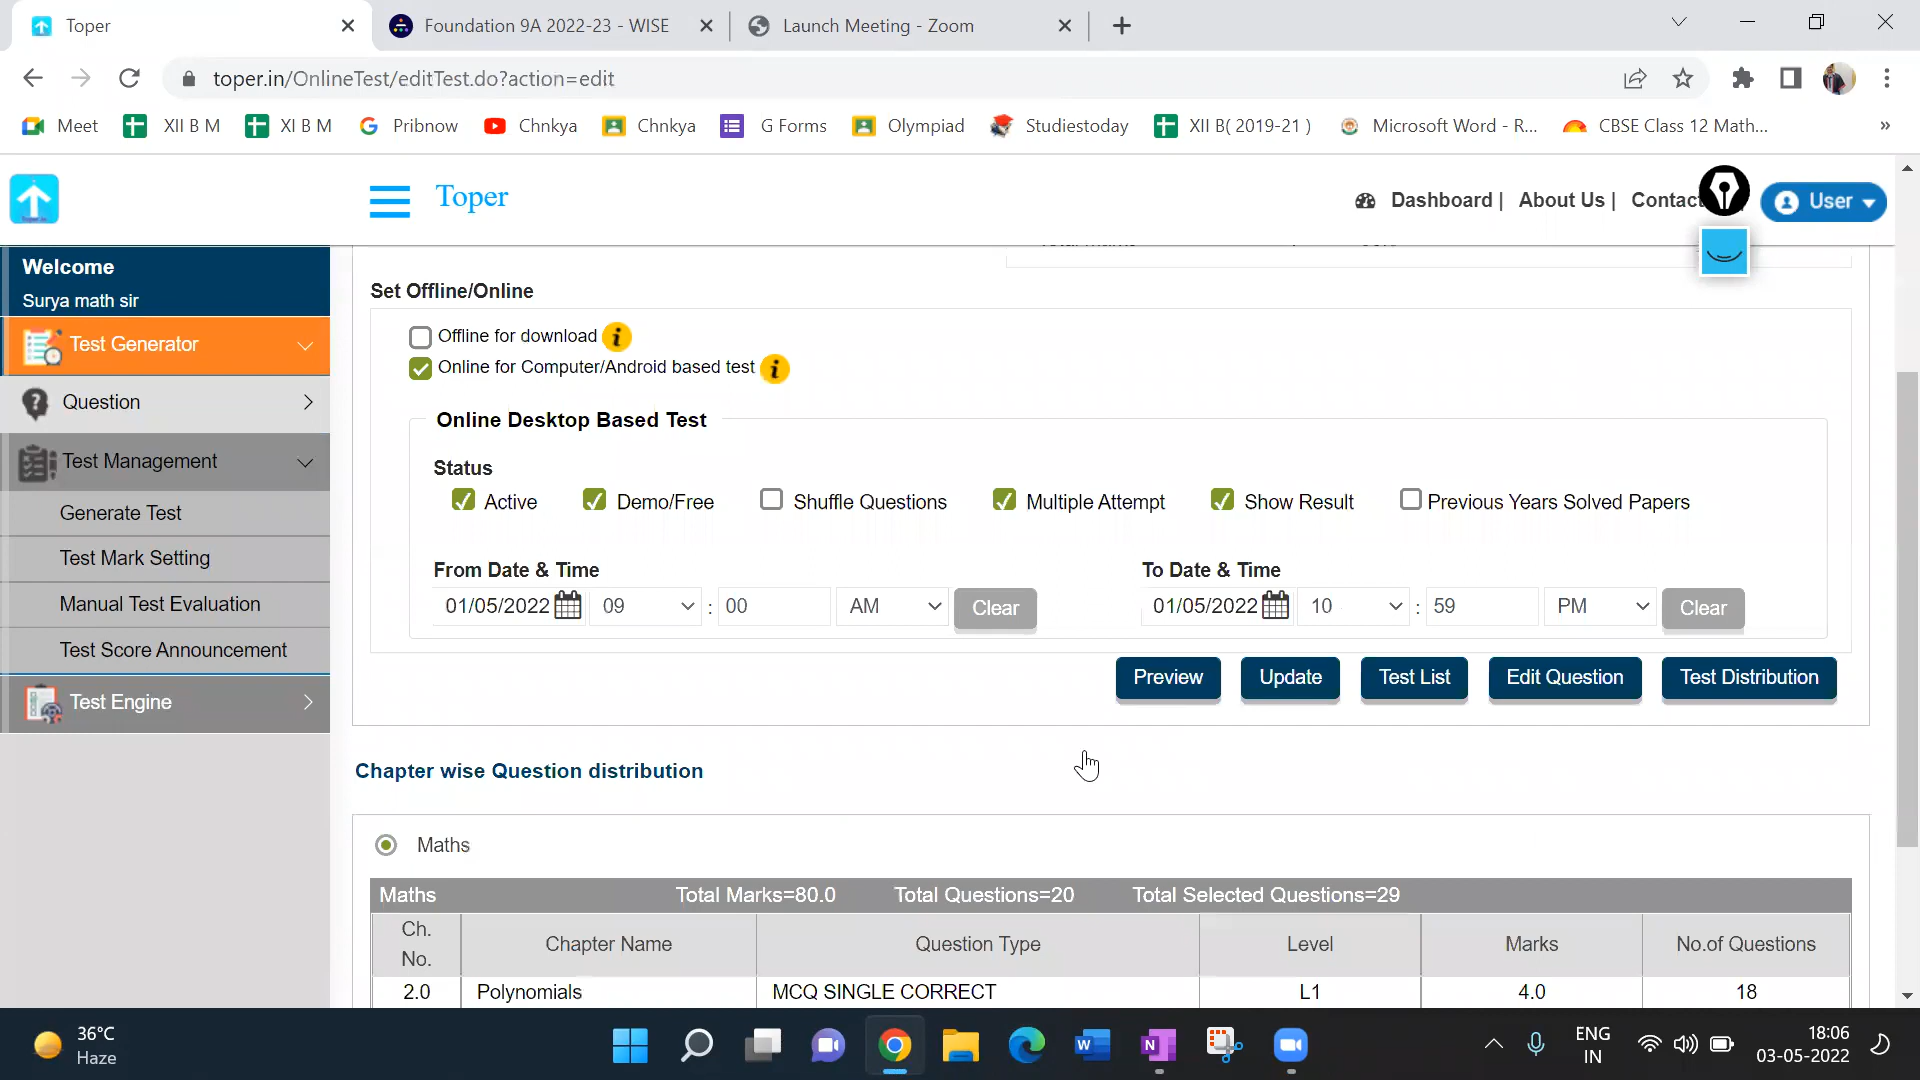 Toper
Foundation 9A 2022-23 - WISE
Launch Meeting - Zoom
toper.in/OnlineTest/editTest.do?action=edit
Meet
XII B M
XI B M
Pribnow
Chnkya
Chnkya
G Forms
Olympiad
Studiestoday
XII B( 2019-21 )
Microsoft Word - R...
CBSE Class 12 Math...
»
Toper
Dashboard |
About Us |
Contac
User
Welcome
Surya math sir
Test Generator
Question
Test Management
Generate Test
Test Mark Setting
Manual Test Evaluation
Test Score Announcement
Test Engine
Set Offline/Online
Offline for download
Online for Computer/Android based test
Online Desktop Based Test
Status
Active
Demo/Free
Shuffle Questions
Multiple Attempt
Show Result
Previous Years Solved Papers
From Date & Time
01/05/2022 09 : 00 AM Clear
To Date & Time
01/05/2022 10 : 59 PM Clear
Preview
Update
Test List
Edit Question
Test Distribution
Chapter wise Question distribution
Maths
Maths Total Marks=80.0 Total Questions=20 Total Selected Questions=29
Ch. No. Chapter Name Question Type Level Marks No.of Questions
2.0 Polynomials MCQ SINGLE CORRECT L1 4.0 18
36°C
Haze
ENG
IN
18:06
03-05-2022